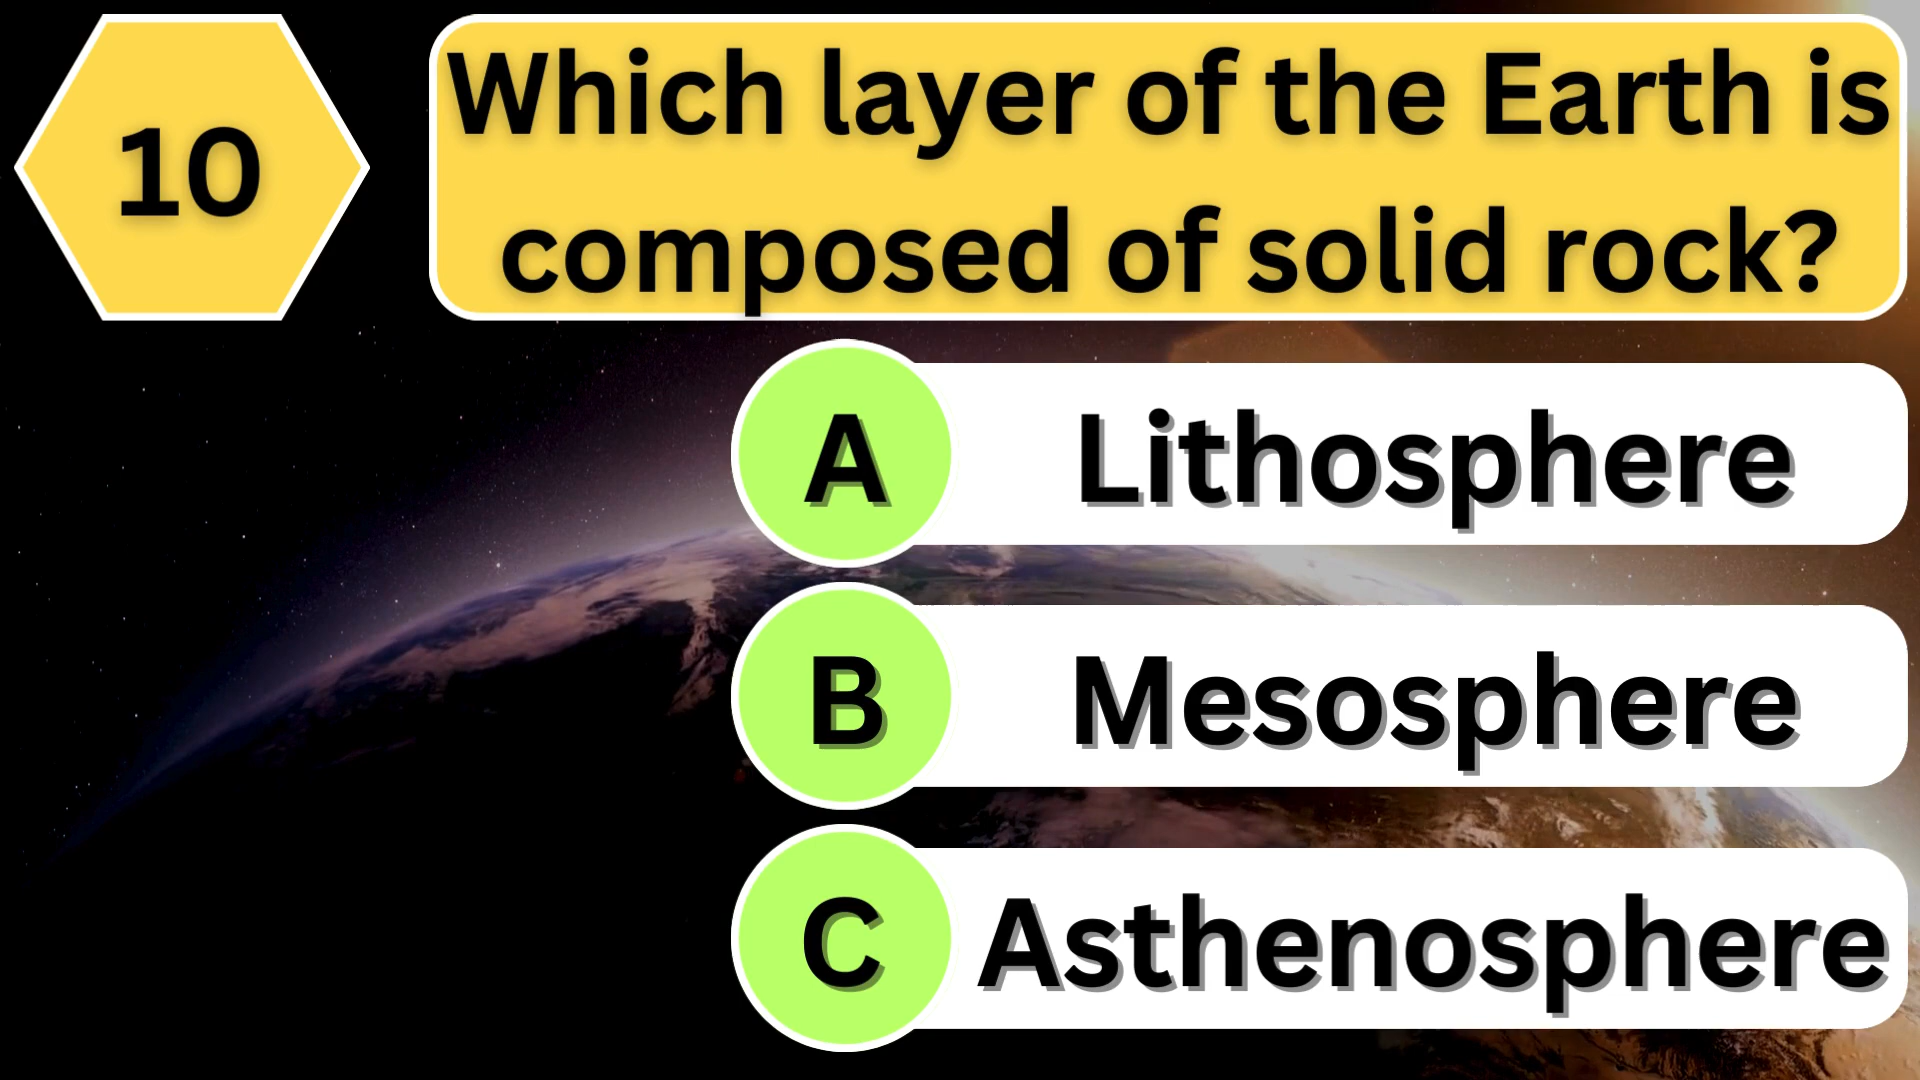 10
Which layer of the Earth is
composed of solid rock?
A Lithosphere
B Mesosphere
C Asthenosphere